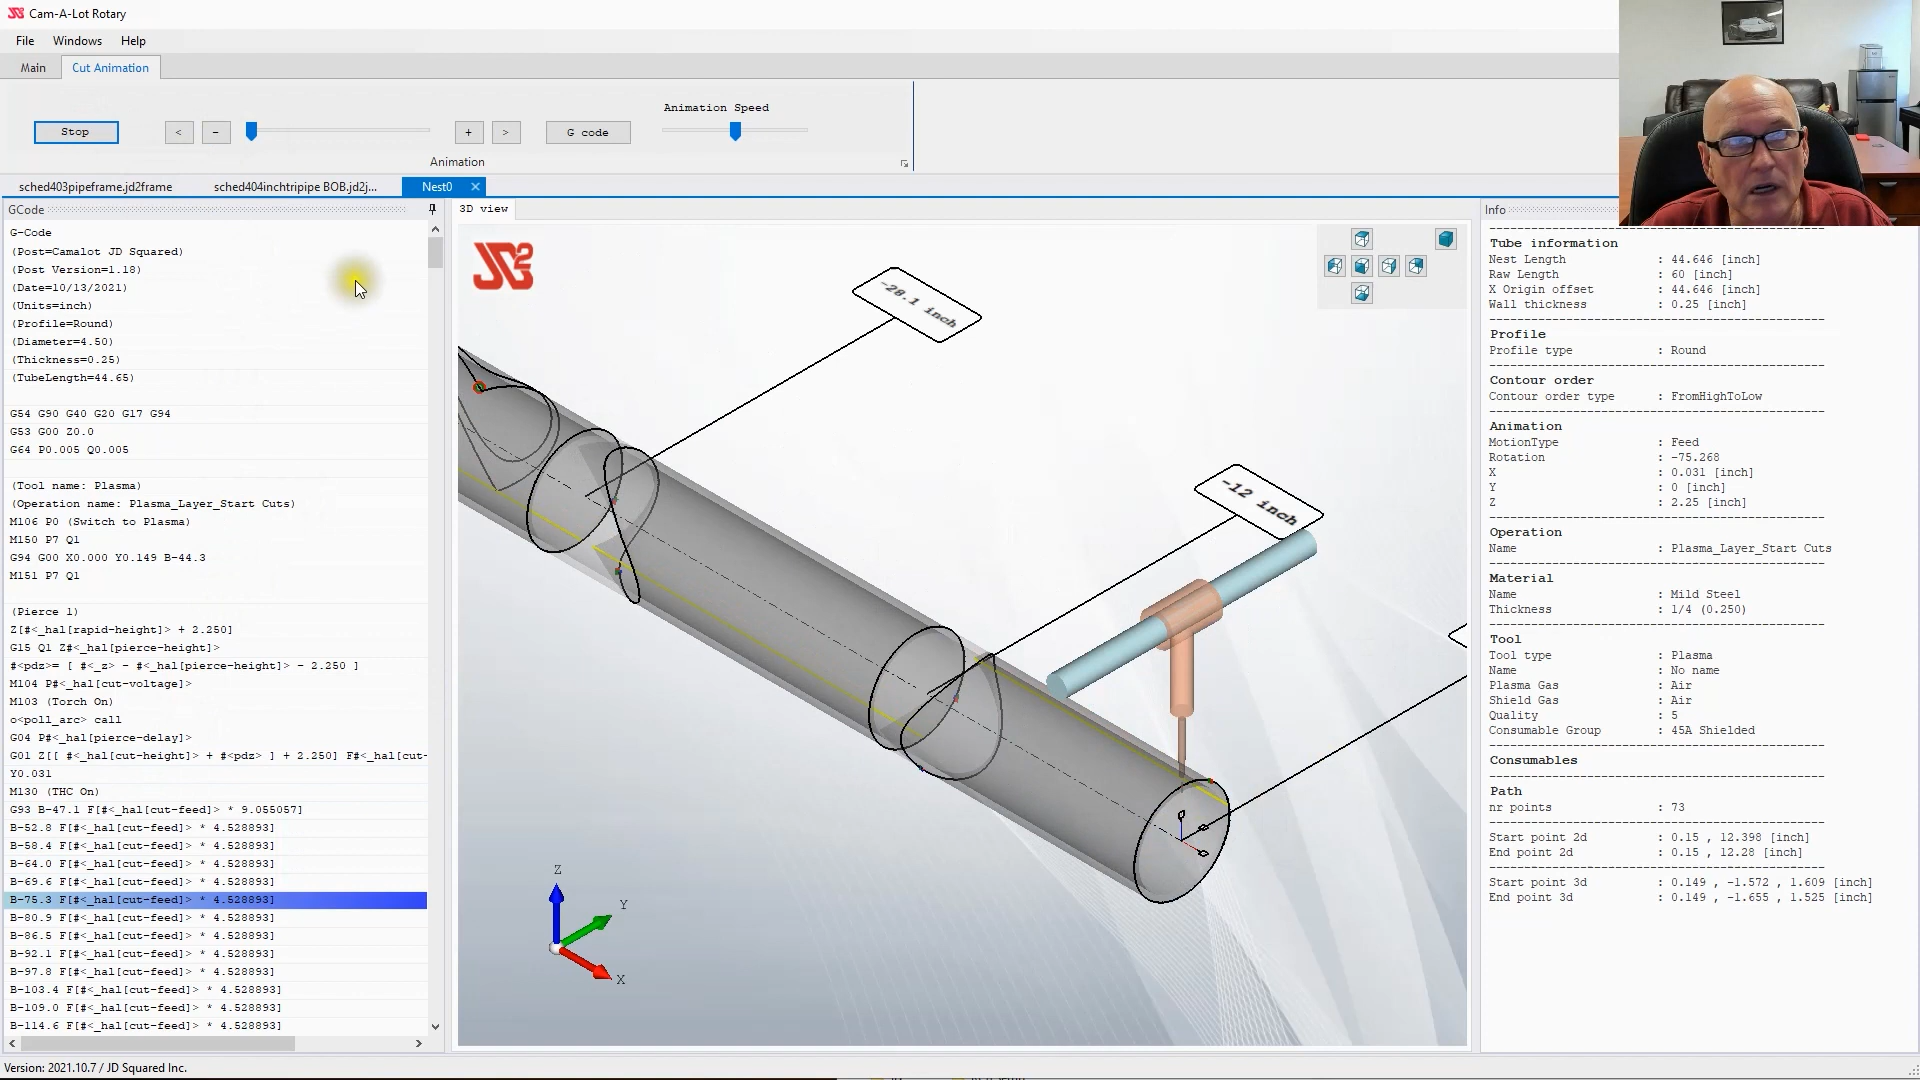 Cam-A-Lot Rotary
File Windows Help
Main Cut Animation
Animation Speed
Stop < - + > G code
Animation
sched403pipeframe.jd2frame sched404inchtripipe BOB.jd2j... Nest0
GCode
G-Code
(Post=Camalot JD Squared)
(Post Version=1.18)
(Date=10/13/2021)
(Units=inch)
(Profile=Round)
(Diameter=4.50)
(Thickness=0.25)
(TubeLength=44.65)
G54 G90 G40 G20 G17 G94
G53 G00 Z0.0
G64 P0.005 Q0.005
(Tool name: Plasma)
(Operation name: Plasma_Layer_Start Cuts)
M106 P0 (Switch to Plasma)
M150 P7 Q1
G94 G00 X0.000 Y0.149 B-44.3
M151 P7 Q1
(Pierce 1)
Z[#<_hal[rapid-height]> + 2.250]
G15 Q1 Z#<_hal[pierce-height]>
#<pdz>= [ #<_z> - #<_hal[pierce-height]> - 2.250 ]
M104 P#<_hal[cut-voltage]>
M103 (Torch On)
o<poll_arc> call
G04 P#<_hal[pierce-delay]>
G01 Z[[ #<_hal[cut-height]> + #<pdz> ] + 2.250] F#<_hal[cut-
Y0.031
M130 (THC On)
G93 B-47.1 F[#<_hal[cut-feed]> * 9.055057]
B-52.8 F[#<_hal[cut-feed]> * 4.528893]
B-58.4 F[#<_hal[cut-feed]> * 4.528893]
B-64.0 F[#<_hal[cut-feed]> * 4.528893]
B-69.6 F[#<_hal[cut-feed]> * 4.528893]
B-75.3 F[#<_hal[cut-feed]> * 4.528893]
B-80.9 F[#<_hal[cut-feed]> * 4.528893]
B-86.5 F[#<_hal[cut-feed]> * 4.528893]
B-92.1 F[#<_hal[cut-feed]> * 4.528893]
B-97.8 F[#<_hal[cut-feed]> * 4.528893]
B-103.4 F[#<_hal[cut-feed]> * 4.528893]
B-109.0 F[#<_hal[cut-feed]> * 4.528893]
B-114.6 F[#<_hal[cut-feed]> * 4.528893]
3D view
JD2
-28.1 inch
-12 inch
Z
Y
X
Info
Tube information
Nest Length : 44.646 [inch]
Raw Length : 60 [inch]
X Origin offset : 44.646 [inch]
Wall thickness : 0.25 [inch]
Profile
Profile type : Round
Contour order
Contour order type : FromHighToLow
Animation
MotionType : Feed
Rotation : -75.268
X : 0.031 [inch]
Y : 0 [inch]
Z : 2.25 [inch]
Operation
Name : Plasma_Layer_Start Cuts
Material
Name : Mild Steel
Thickness : 1/4 (0.250)
Tool
Tool type : Plasma
Name : No name
Plasma Gas : Air
Shield Gas : Air
Quality : 5
Consumable Group : 45A Shielded
Consumables
Path
nr points : 73
Start point 2d : 0.15 , 12.398 [inch]
End point 2d : 0.15 , 12.28 [inch]
Start point 3d : 0.149 , -1.572 , 1.609 [inch]
End point 3d : 0.149 , -1.655 , 1.525 [inch]
Version: 2021.10.7 / JD Squared Inc.